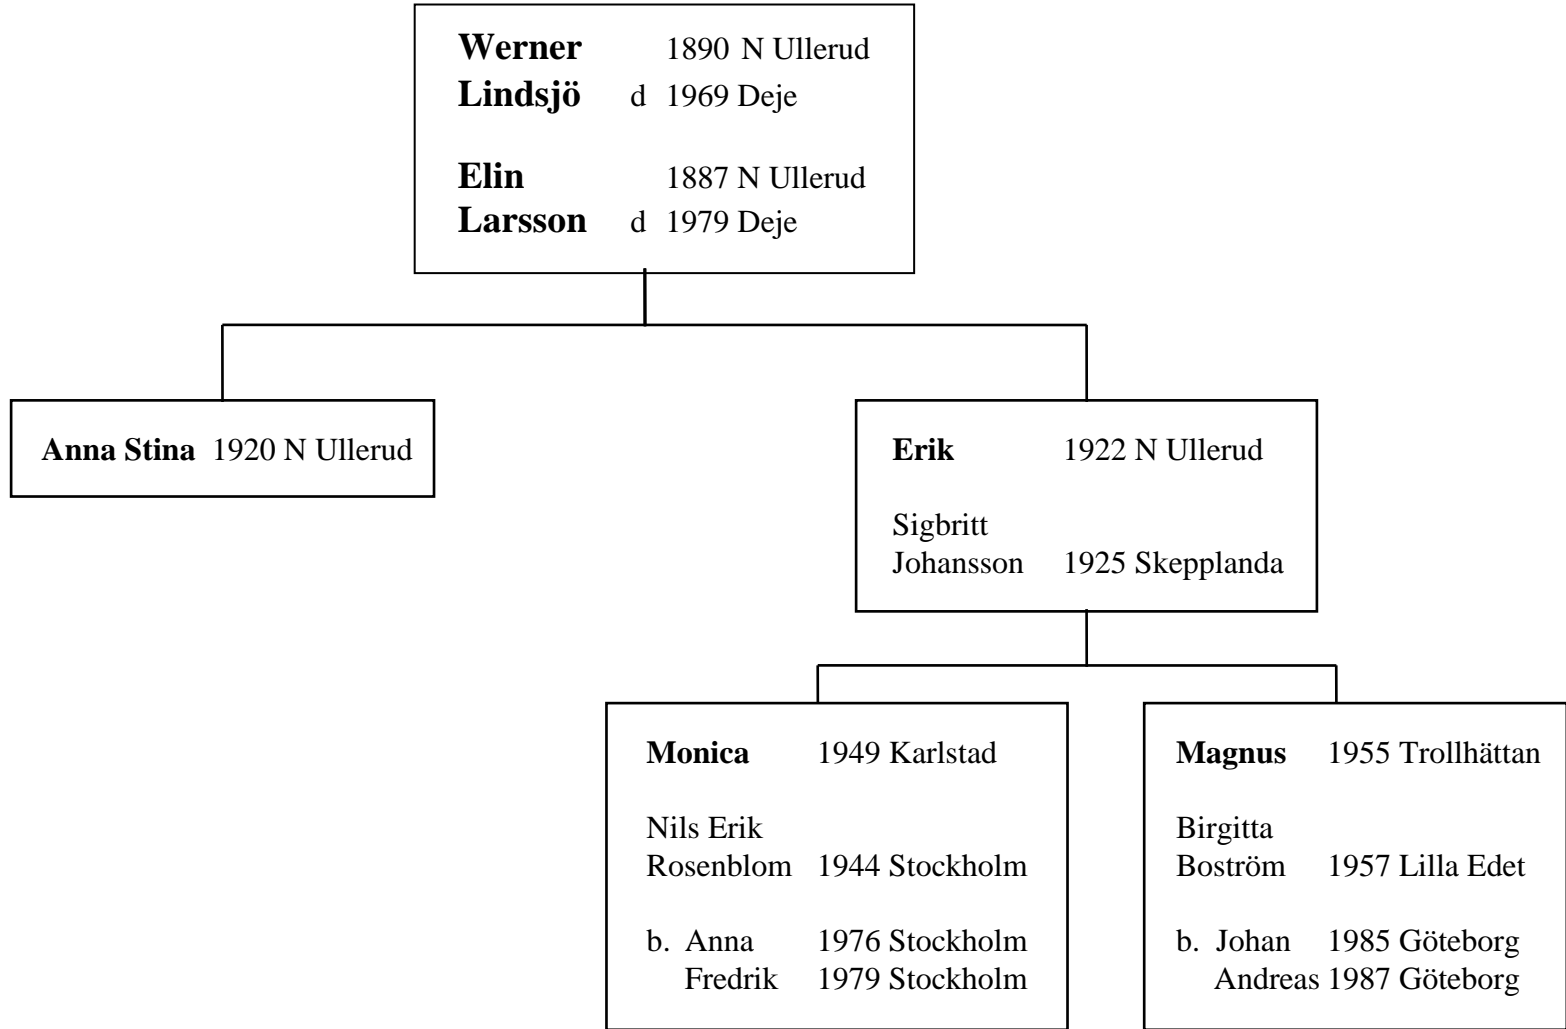 Werner 1890 N Ullerud
Lindsjö d 1969 Deje
Elin 1887 N Ullerud
Larsson d 1979 Deje
Anna Stina 1920 N Ullerud
Erik 1922 N Ullerud
Sigbritt
Johansson 1925 Skepplanda
Monica 1949 Karlstad
Nils Erik
Rosenblom 1944 Stockholm
b. Anna 1976 Stockholm
Fredrik 1979 Stockholm
Magnus 1955 Trollhättan
Birgitta
Boström 1957 Lilla Edet
b. Johan 1985 Göteborg
Andreas 1987 Göteborg